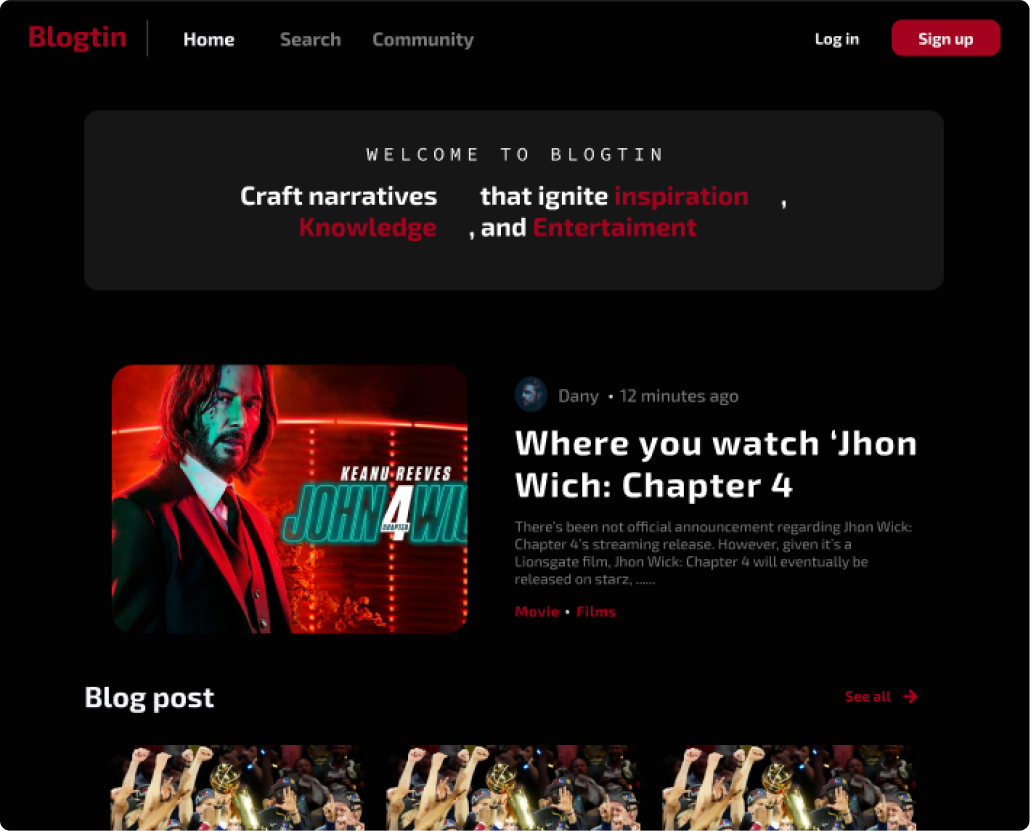 Blogtin
Home
Search
Community
Log in
Sign up
WELCOME TO BLOGTIN
Craft narratives that ignite inspiration ,
Knowledge , and Entertaiment
KEANU REEVES
JOHN 4 WIC
CHAPTER
Dany • 12 minutes ago
Where you watch ‘Jhon
Wich: Chapter 4
There’s been not official announcement regarding Jhon Wick:
Chapter 4’s streaming release. However, given it’s a
Lionsgate film, Jhon Wick: Chapter 4 will eventually be
released on starz, ......
Movie • Films
Blog post
See all